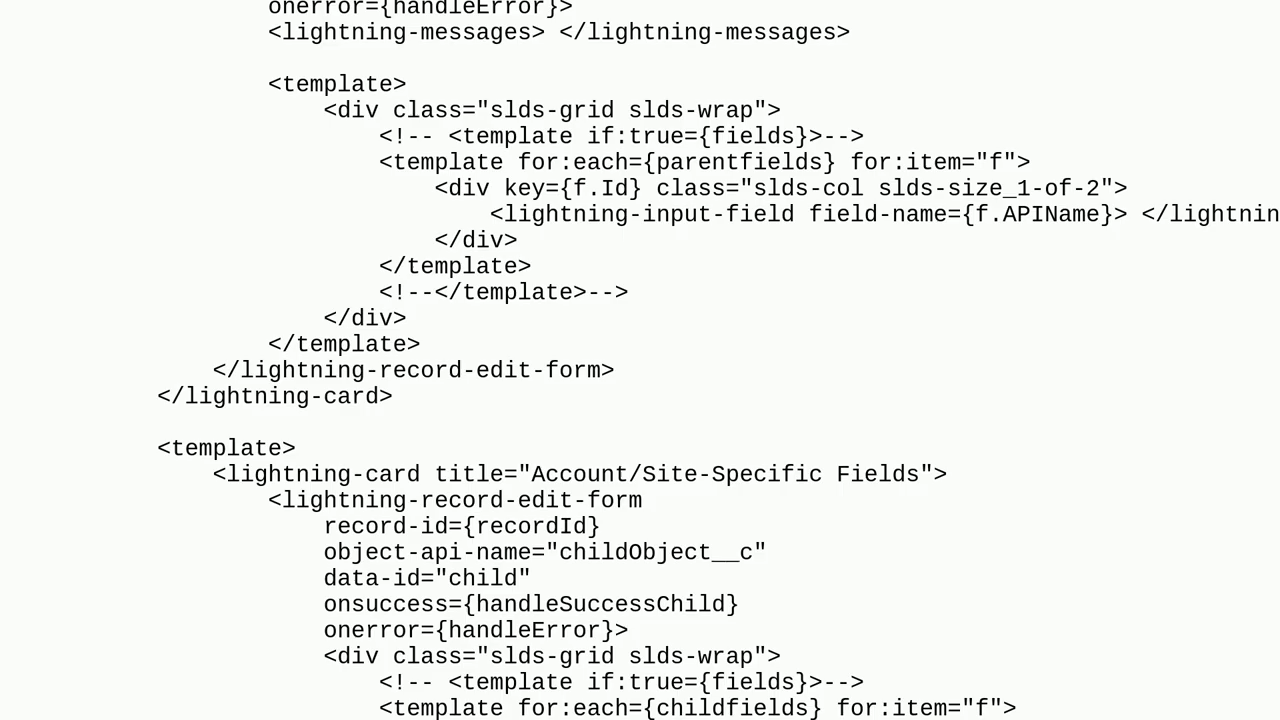 onerror={handleError}>
<lightning-messages> </lightning-messages>
<template>
<div class="slds-grid slds-wrap">
<!-- <template if:true={fields}>-->
<template for:each={parentfields} for:item="f">
<div key={f.Id} class="slds-col slds-size_1-of-2">
<lightning-input-field field-name={f.APIName}> </lightnin
</div>
</template>
<!--</template>-->
</div>
</template>
</lightning-record-edit-form>
</lightning-card>
<template>
<lightning-card title="Account/Site-Specific Fields">
<lightning-record-edit-form
record-id={recordId}
object-api-name="childObject__c"
data-id="child"
onsuccess={handleSuccessChild}
onerror={handleError}>
<div class="slds-grid slds-wrap">
<!-- <template if:true={fields}>-->
<template for:each={childfields} for:item="f">